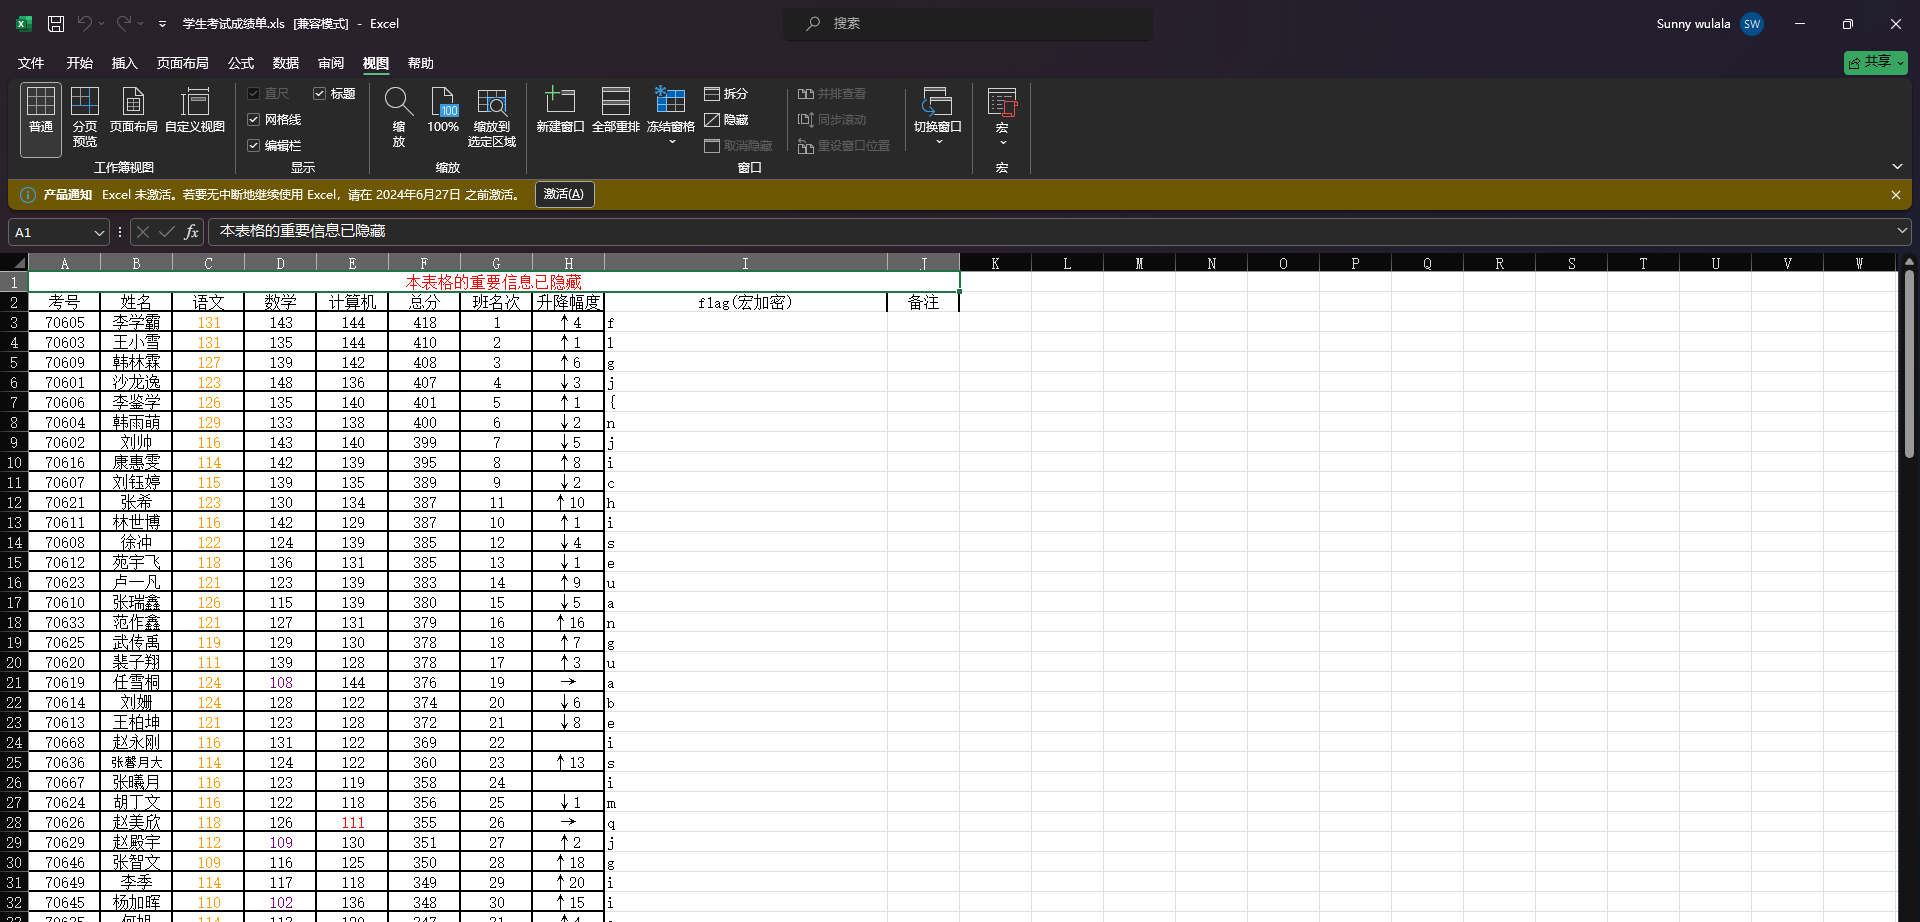 学生考试成绩单.xls [兼容模式] - Excel
搜索
Sunny wulala SW
文件 开始 插入 页面布局 公式 数据 审阅 视图 帮助
共享
普通 分页预览 页面布局 自定义视图
工作簿视图
直尺 标题
网格线
编辑栏
显示
缩放 100% 缩放到选定区域
缩放
新建窗口 全部重排 冻结窗格
拆分
隐藏
取消隐藏
并排查看
同步滚动
重设窗口位置
切换窗口
窗口
宏
宏
产品通知 Excel 未激活。若要无中断地继续使用 Excel，请在 2024年6月27日 之前激活。 激活(A)
A1 fx 本表格的重要信息已隐藏
A B C D E F G H I J K L M N O P Q R S T U V W
1 本表格的重要信息已隐藏
2 考号 姓名 语文 数学 计算机 总分 班名次 升降幅度 flag(宏加密) 备注
3 70605 李学霸 131 143 144 418 1 ↑4 f
4 70603 王小雪 131 135 144 410 2 ↑1 l
5 70609 韩林霖 127 139 142 408 3 ↑6 g
6 70601 沙龙逸 123 148 136 407 4 ↓3 j
7 70606 李鉴学 126 135 140 401 5 ↑1 {
8 70604 韩雨萌 129 133 138 400 6 ↓2 n
9 70602 刘帅 116 143 140 399 7 ↓5 j
10 70616 康惠雯 114 142 139 395 8 ↑8 i
11 70607 刘钰婷 115 139 135 389 9 ↓2 c
12 70621 张希 123 130 134 387 11 ↑10 h
13 70611 林世博 116 142 129 387 10 ↑1 i
14 70608 徐冲 122 124 139 385 12 ↓4 s
15 70612 苑宇飞 118 136 131 385 13 ↓1 e
16 70623 卢一凡 121 123 139 383 14 ↑9 u
17 70610 张瑞鑫 126 115 139 380 15 ↓5 a
18 70633 范作鑫 121 127 131 379 16 ↑16 n
19 70625 武传禹 119 129 130 378 18 ↑7 g
20 70620 裴子翔 111 139 128 378 17 ↑3 u
21 70619 任雪桐 124 108 144 376 19 → a
22 70614 刘姗 124 128 122 374 20 ↓6 b
23 70613 王柏坤 121 123 128 372 21 ↓8 e
24 70668 赵永刚 116 131 122 369 22 i
25 70636 张馨月大 114 124 122 360 23 ↑13 s
26 70667 张曦月 116 123 119 358 24 i
27 70624 胡丁文 116 122 118 356 25 ↓1 m
28 70626 赵美欣 118 126 111 355 26 → q
29 70629 赵殿宇 112 109 130 351 27 ↑2 j
30 70646 张智文 109 116 125 350 28 ↑18 g
31 70649 李季 114 117 118 349 29 ↑20 i
32 70645 杨加晖 110 102 136 348 30 ↑15 i